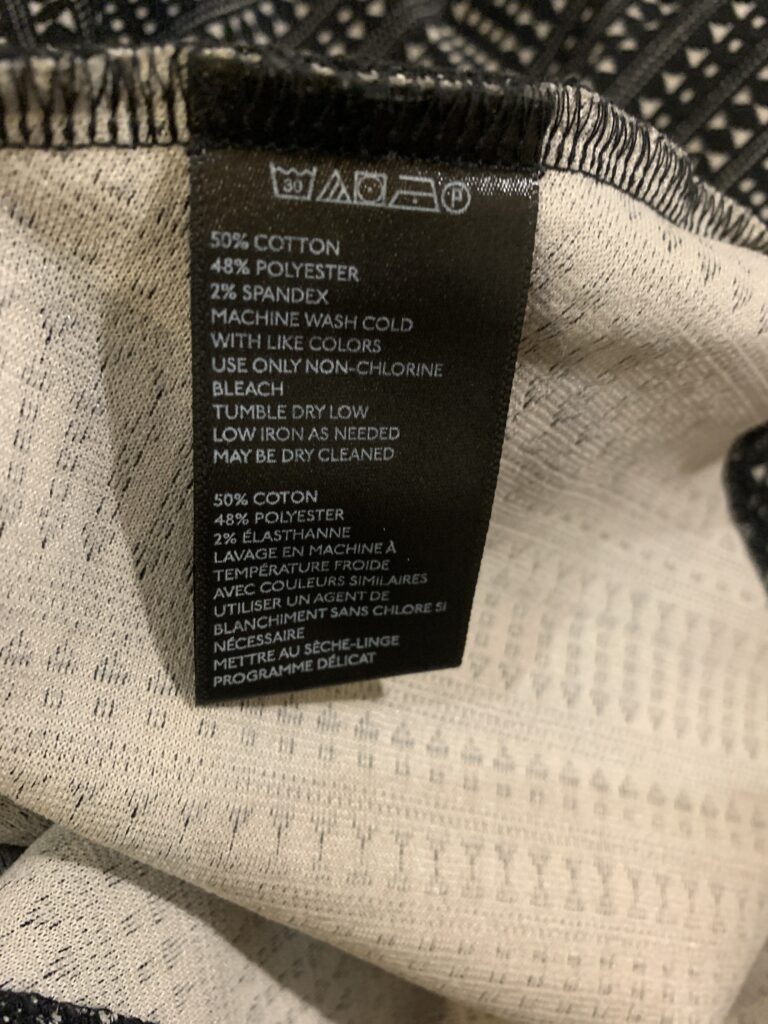 30 P
50% COTTON
48% POLYESTER
2% SPANDEX
MACHINE WASH COLD
WITH LIKE COLORS
USE ONLY NON-CHLORINE
BLEACH
TUMBLE DRY LOW
LOW IRON AS NEEDED
MAY BE DRY CLEANED
50% COTON
48% POLYESTER
2% ÉLASTHANNE
LAVAGE EN MACHINE À
TEMPÉRATURE FROIDE
AVEC COULEURS SIMILAIRES
UTILISER UN AGENT DE
BLANCHIMENT SANS CHLORE SI
NÉCESSAIRE
METTRE AU SÈCHE-LINGE
PROGRAMME DÉLICAT